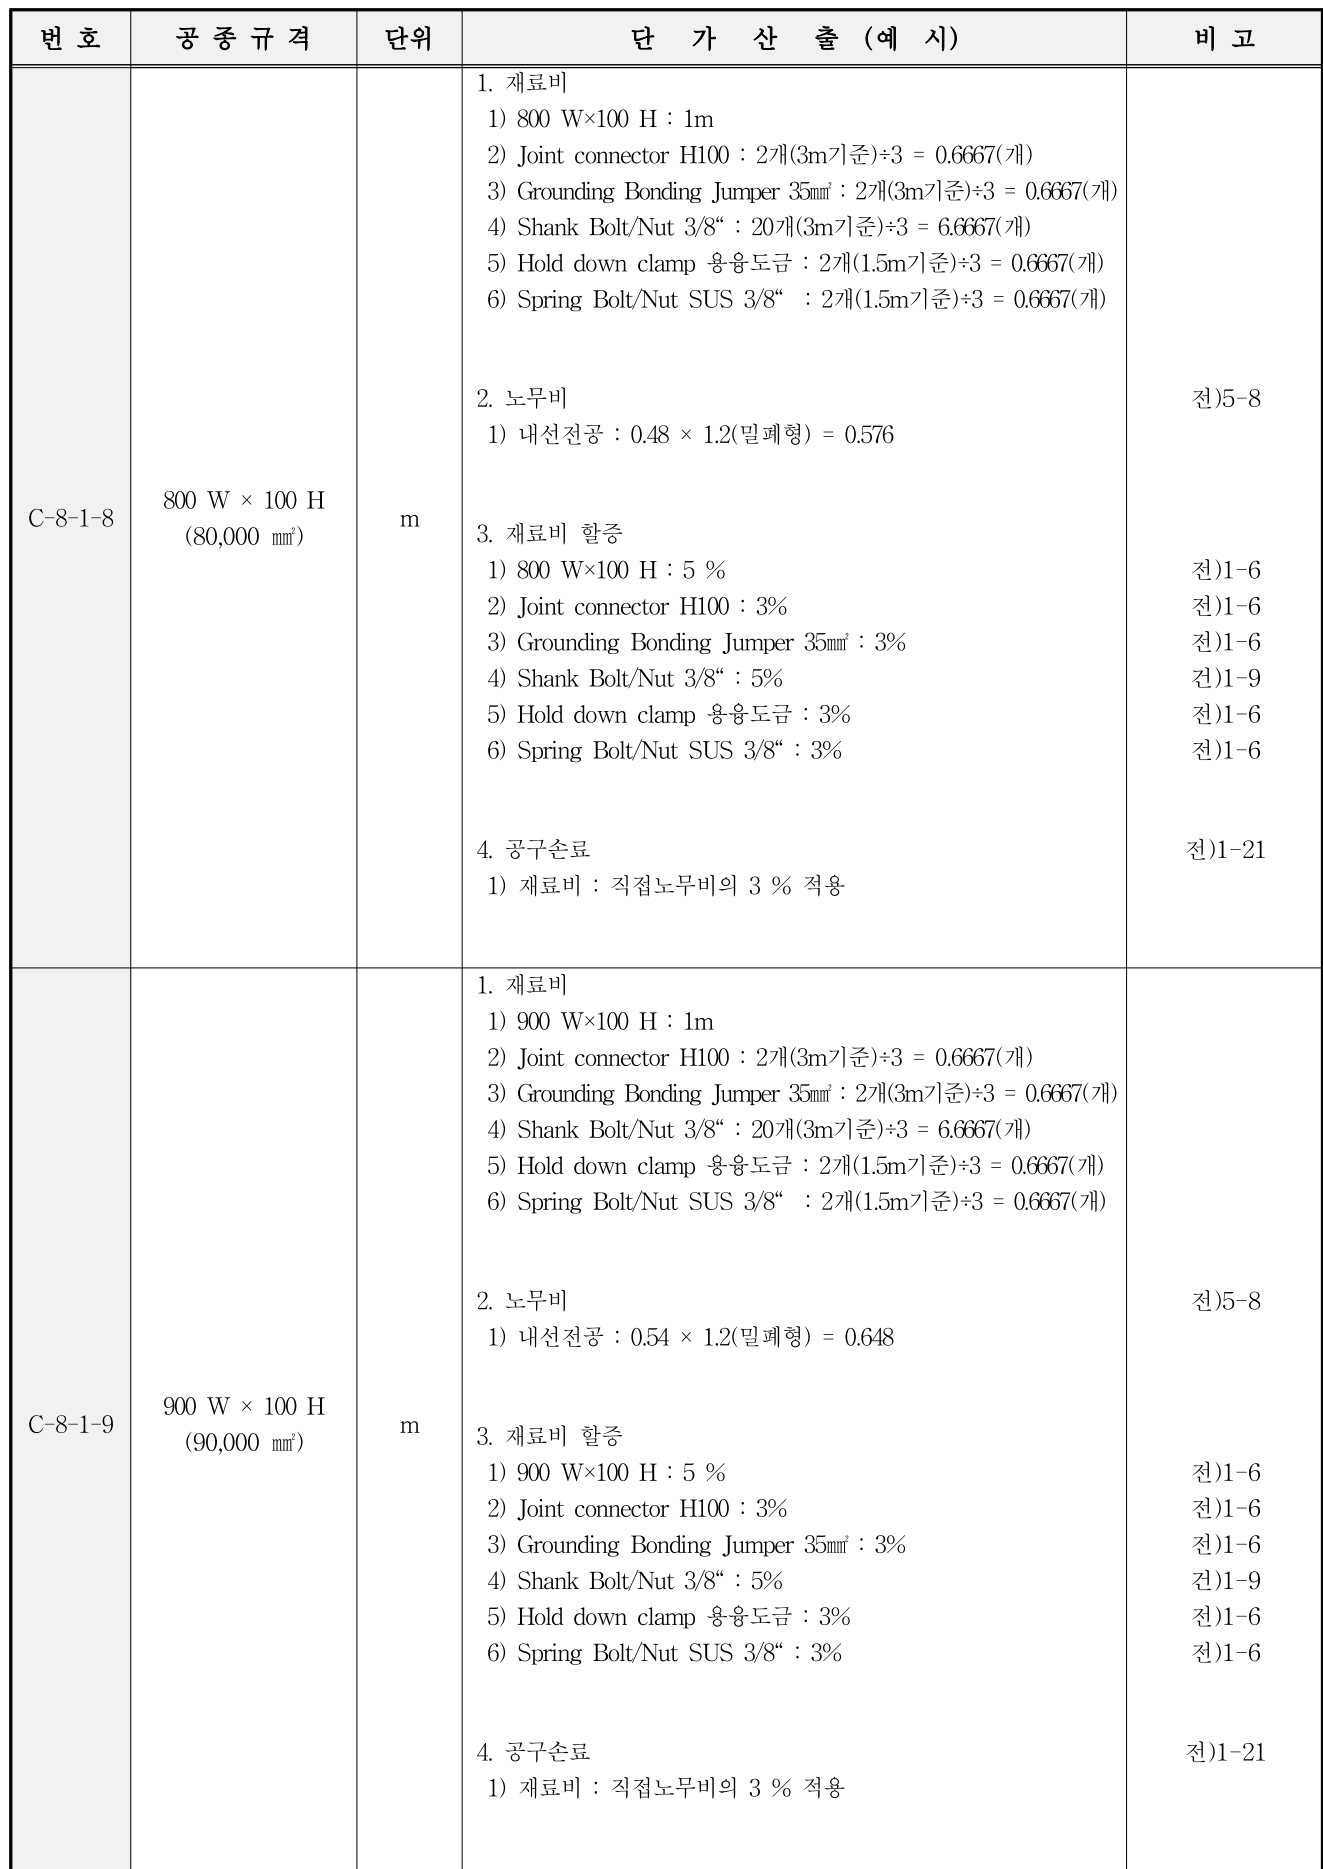 번 호 공 종 규 격 단위 단 가 산 출 (예 시) 비 고
1. 재료비
1) 800 W×100 H : 1m
2) Joint connector H100 : 2개(3m기준)÷3 = 0.6667(개)
3) Grounding Bonding Jumper 35㎟ : 2개(3m기준)÷3 = 0.6667(개)
4) Shank Bolt/Nut 3/8“ : 20개(3m기준)÷3 = 6.6667(개)
5) Hold down clamp 용융도금 : 2개(1.5m기준)÷3 = 0.6667(개)
6) Spring Bolt/Nut SUS 3/8“ : 2개(1.5m기준)÷3 = 0.6667(개)
2. 노무비 전)5-8
1) 내선전공 : 0.48 × 1.2(밀폐형) = 0.576
C-8-1-8 800 W × 100 H m
(80,000 ㎟)
3. 재료비 할증
1) 800 W×100 H : 5 % 전)1-6
2) Joint connector H100 : 3% 전)1-6
3) Grounding Bonding Jumper 35㎟ : 3% 전)1-6
4) Shank Bolt/Nut 3/8“ : 5% 건)1-9
5) Hold down clamp 용융도금 : 3% 전)1-6
6) Spring Bolt/Nut SUS 3/8“ : 3% 전)1-6
4. 공구손료 전)1-21
1) 재료비 : 직접노무비의 3 % 적용
1. 재료비
1) 900 W×100 H : 1m
2) Joint connector H100 : 2개(3m기준)÷3 = 0.6667(개)
3) Grounding Bonding Jumper 35㎟ : 2개(3m기준)÷3 = 0.6667(개)
4) Shank Bolt/Nut 3/8“ : 20개(3m기준)÷3 = 6.6667(개)
5) Hold down clamp 용융도금 : 2개(1.5m기준)÷3 = 0.6667(개)
6) Spring Bolt/Nut SUS 3/8“ : 2개(1.5m기준)÷3 = 0.6667(개)
2. 노무비 전)5-8
1) 내선전공 : 0.54 × 1.2(밀폐형) = 0.648
C-8-1-9 900 W × 100 H m
(90,000 ㎟)
3. 재료비 할증
1) 900 W×100 H : 5 % 전)1-6
2) Joint connector H100 : 3% 전)1-6
3) Grounding Bonding Jumper 35㎟ : 3% 전)1-6
4) Shank Bolt/Nut 3/8“ : 5% 건)1-9
5) Hold down clamp 용융도금 : 3% 전)1-6
6) Spring Bolt/Nut SUS 3/8“ : 3% 전)1-6
4. 공구손료 전)1-21
1) 재료비 : 직접노무비의 3 % 적용